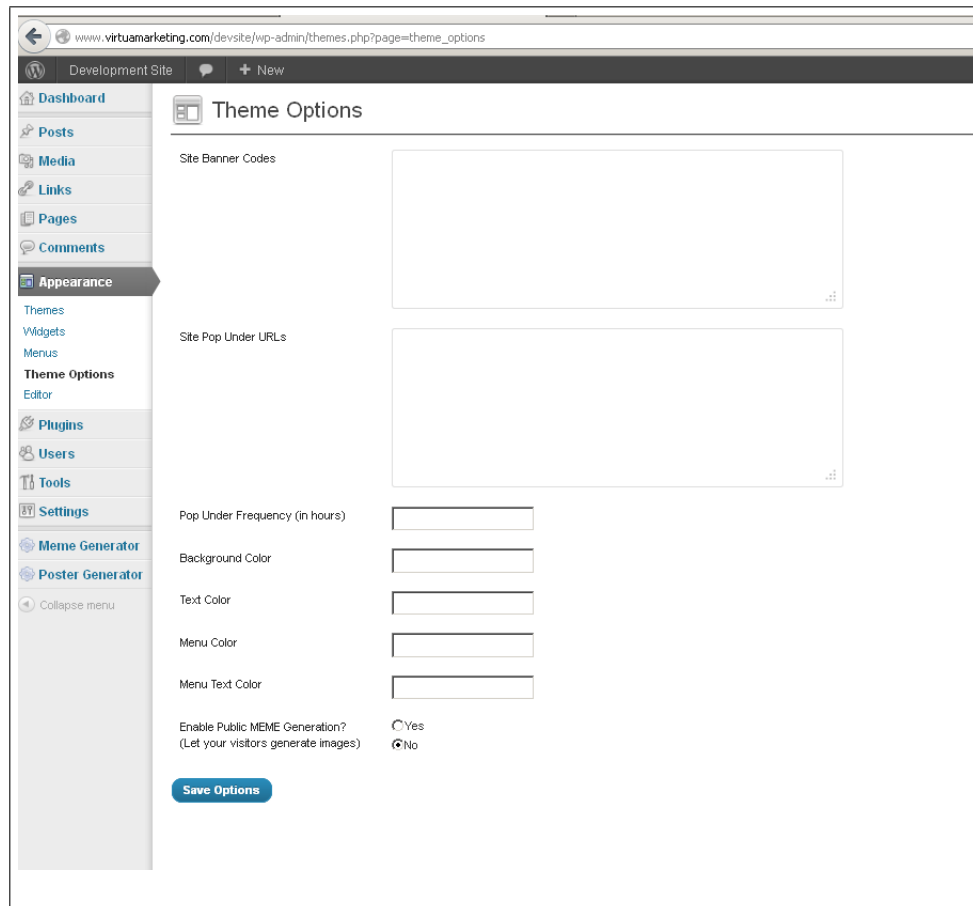 www.virtuamarketing.com/devsite/wp-admin/themes.php?page=theme_options
Development Site
+ New
Dashboard
Posts
Media
Links
Pages
Comments
Appearance
Themes
Widgets
Menus
Theme Options
Editor
Plugins
Users
Tools
Settings
Meme Generator
Poster Generator
Collapse menu
Theme Options
Site Banner Codes
Site Pop Under URLs
Pop Under Frequency (in hours)
Background Color
Text Color
Menu Color
Menu Text Color
Enable Public MEME Generation?
(Let your visitors generate images)
Yes
No
Save Options